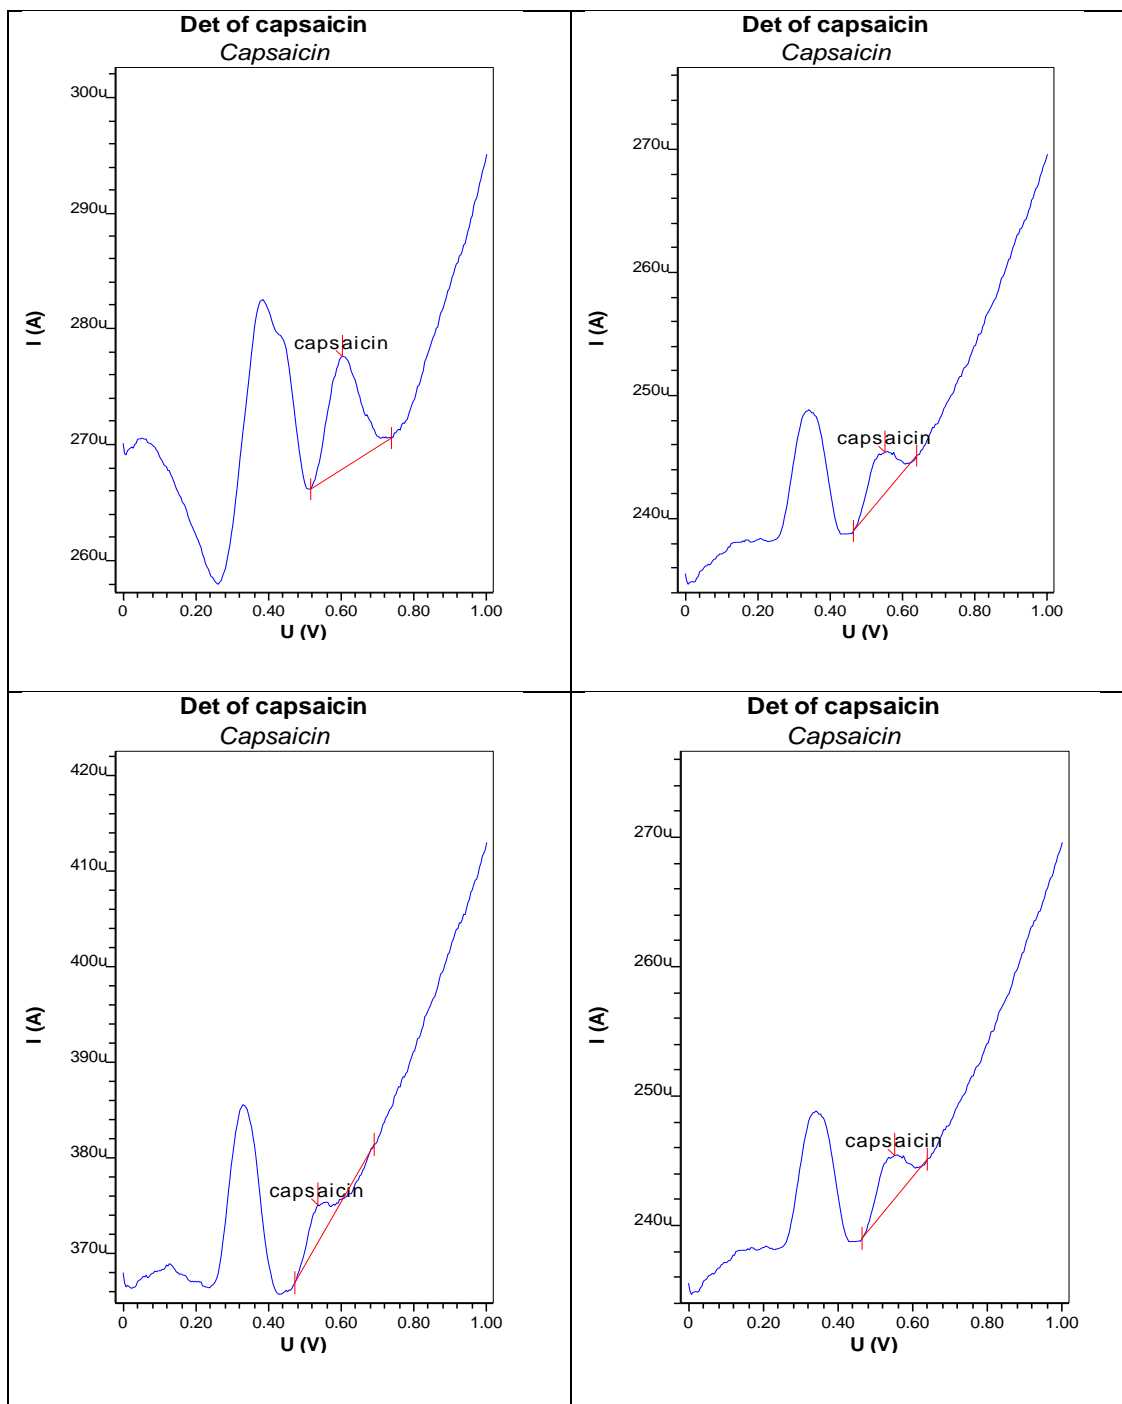 Det of capsaicin
Capsaicin
300u
290u
280u
270u
260u
I (A)
capsaicin
0 0.20 0.40 0.60 0.80 1.00
U (V)
Det of capsaicin
Capsaicin
270u
260u
250u
240u
I (A)
capsaicin
0 0.20 0.40 0.60 0.80 1.00
U (V)
Det of capsaicin
Capsaicin
420u
410u
400u
390u
380u
370u
I (A)
capsaicin
0 0.20 0.40 0.60 0.80 1.00
U (V)
Det of capsaicin
Capsaicin
270u
260u
250u
240u
I (A)
capsaicin
0 0.20 0.40 0.60 0.80 1.00
U (V)